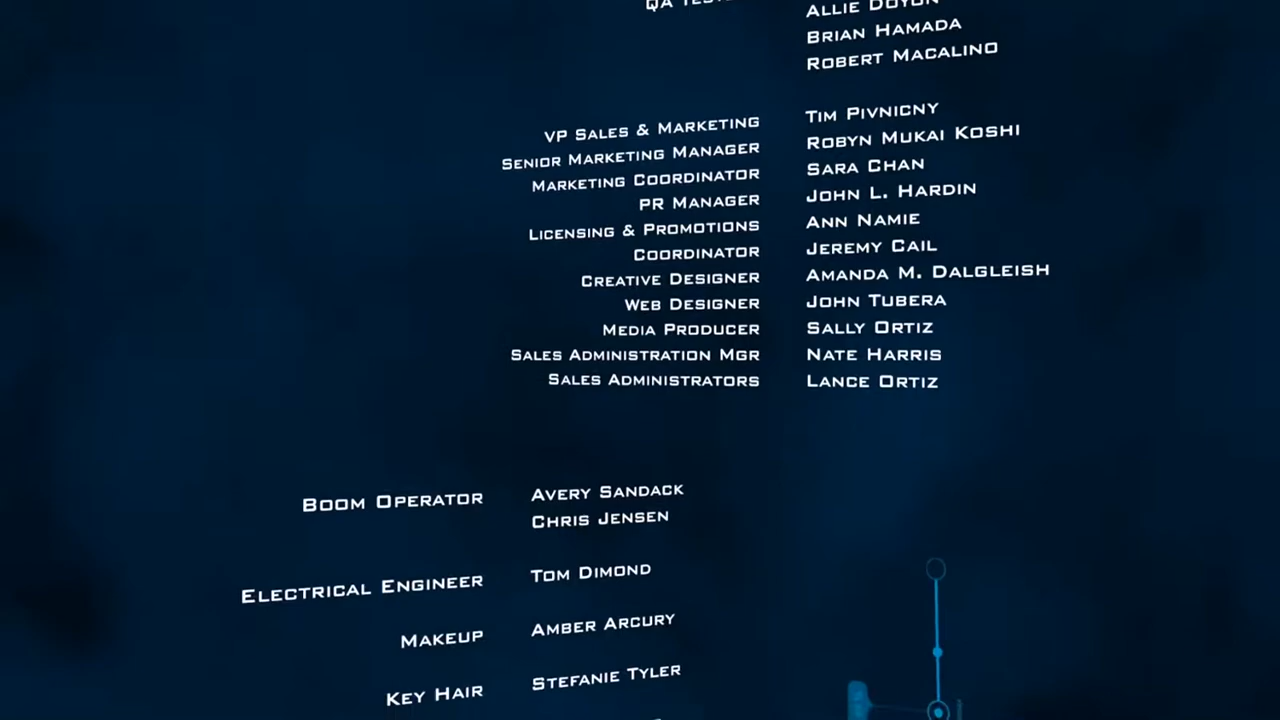 QA
Allie Doyon
Brian Hamada
Robert Macalino
VP Sales & Marketing Tim Pivnicny
Senior Marketing Manager Robyn Mukai Koshi
Marketing Coordinator Sara Chan
PR Manager John L. Hardin
Licensing & Promotions Ann Namie
Coordinator Jeremy Cail
Creative Designer Amanda M. Dalgleish
Web Designer John Tubera
Media Producer Sally Ortiz
Sales Administration Mgr Nate Harris
Sales Administrators Lance Ortiz
Boom Operator Avery Sandack
Chris Jensen
Electrical Engineer Tom Dimond
Makeup Amber Arcury
Key Hair Stefanie Tyler